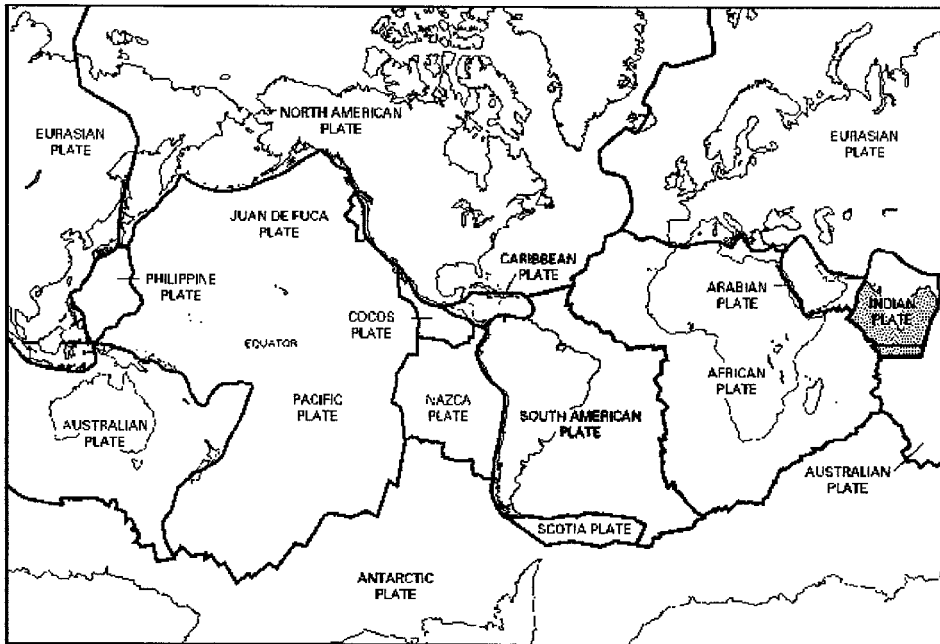 NORTH AMERICAN
PLATE
EURASIAN
PLATE
EURASIAN
PLATE
JUAN DE FUCA
PLATE
CARIBBEAN
PLATE
PHILIPPINE
PLATE
ARABIAN
PLATE
INDIAN
PLATE
COCOS
PLATE
EQUATOR
AFRICAN
PLATE
PACIFIC
PLATE
NAZCA
PLATE
SOUTH AMERICAN
PLATE
AUSTRALIAN
PLATE
AUSTRALIAN
PLATE
SCOTIA PLATE
ANTARCTIC
PLATE